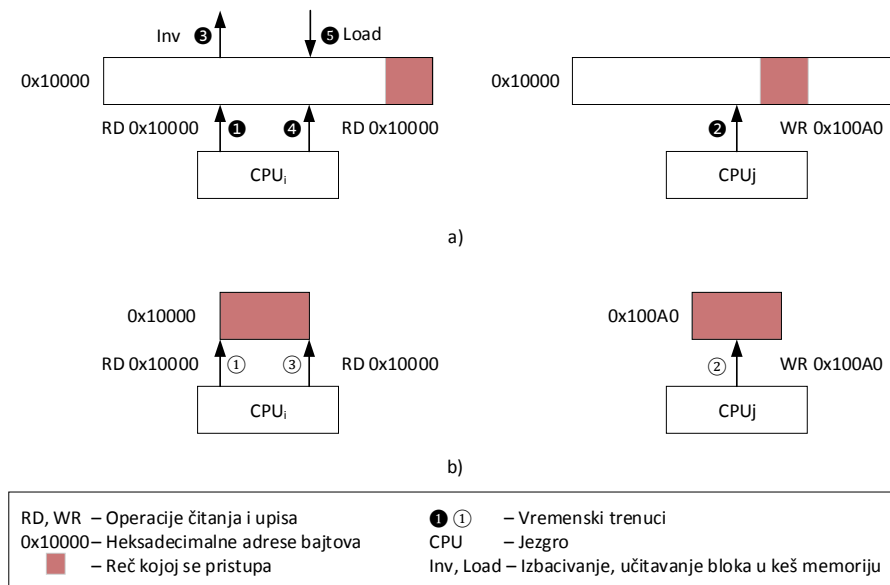 Inv ❸ ❺ Load
0x10000 0x10000
RD 0x10000 ❶ ❹ RD 0x10000 ❷ WR 0x100A0
CPUi CPUj
a)
0x10000 0x100A0
RD 0x10000 ① ③ RD 0x10000 ② WR 0x100A0
CPUi CPUj
b)
RD, WR – Operacije čitanja i upisa
0x10000 – Heksadecimalne adrese bajtova
– Reč kojoj se pristupa
❶ ① – Vremenski trenuci
CPU – Jezgro
Inv, Load – Izbacivanje, učitavanje bloka u keš memoriju